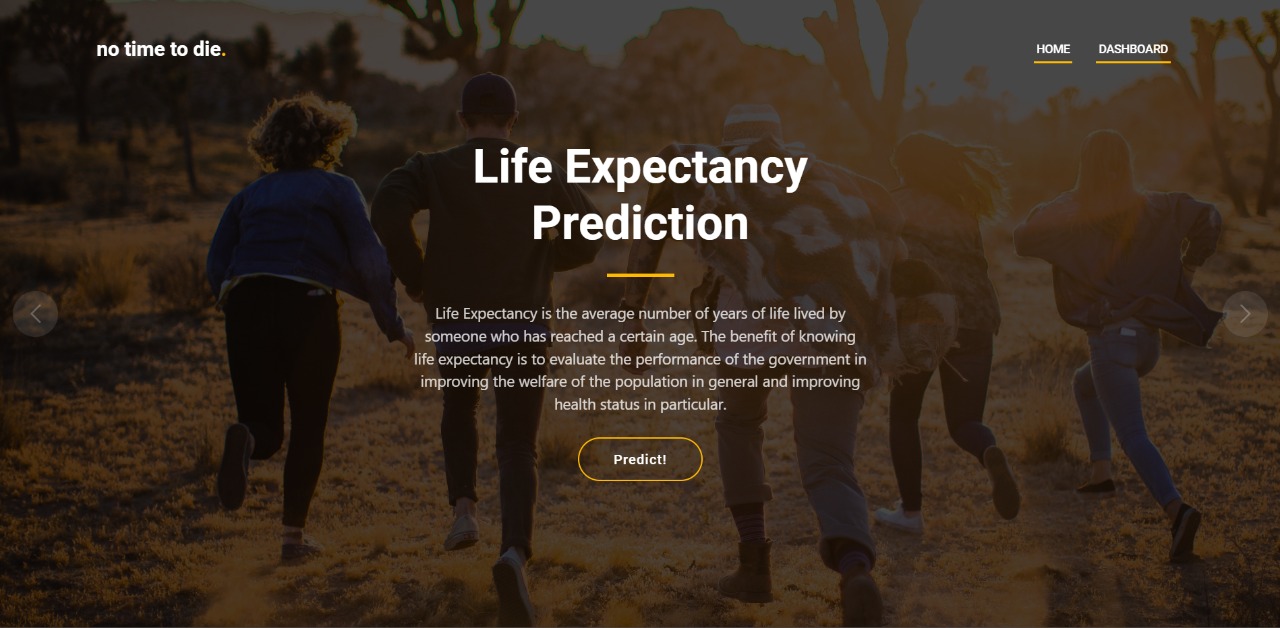 no time to die.
HOME DASHBOARD
Life Expectancy
Prediction
Life Expectancy is the average number of years of life lived by
someone who has reached a certain age. The benefit of knowing
life expectancy is to evaluate the performance of the government in
improving the welfare of the population in general and improving
health status in particular.
Predict!